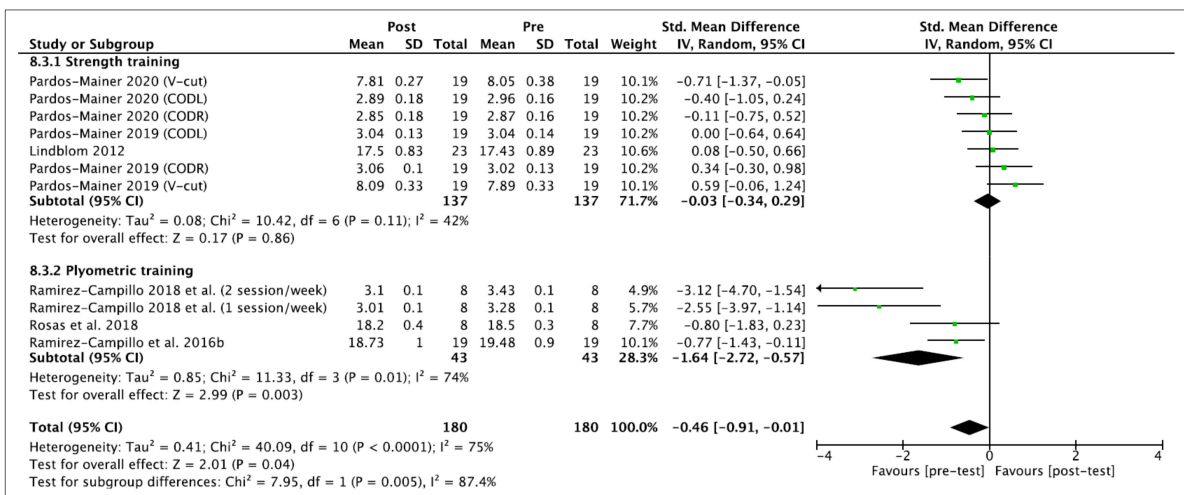 Post Pre Std. Mean Difference Std. Mean Difference
Study or Subgroup Mean SD Total Mean SD Total Weight IV, Random, 95% CI IV, Random, 95% CI
8.3.1 Strength training
Pardos-Mainer 2020 (V-cut) 7.81 0.27 19 8.05 0.38 19 10.1% -0.71 [-1.37, -0.05]
Pardos-Mainer 2020 (CODL) 2.89 0.18 19 2.96 0.16 19 10.2% -0.40 [-1.05, 0.24]
Pardos-Mainer 2020 (CODR) 2.85 0.18 19 2.87 0.16 19 10.2% -0.11 [-0.75, 0.52]
Pardos-Mainer 2019 (CODL) 3.04 0.13 19 3.04 0.14 19 10.2% 0.00 [-0.64, 0.64]
Lindblom 2012 17.5 0.83 23 17.43 0.89 23 10.6% 0.08 [-0.50, 0.66]
Pardos-Mainer 2019 (CODR) 3.06 0.1 19 3.02 0.13 19 10.2% 0.34 [-0.30, 0.98]
Pardos-Mainer 2019 (V-cut) 8.09 0.33 19 7.89 0.33 19 10.1% 0.59 [-0.06, 1.24]
Subtotal (95% CI) 137 137 71.7% -0.03 [-0.34, 0.29]
Heterogeneity: Tau² = 0.08; Chi² = 10.42, df = 6 (P = 0.11); I² = 42%
Test for overall effect: Z = 0.17 (P = 0.86)
8.3.2 Plyometric training
Ramirez-Campillo 2018 et al. (2 session/week) 3.1 0.1 8 3.43 0.1 8 4.9% -3.12 [-4.70, -1.54]
Ramirez-Campillo 2018 et al. (1 session/week) 3.01 0.1 8 3.28 0.1 8 5.7% -2.55 [-3.97, -1.14]
Rosas et al. 2018 18.2 0.4 8 18.5 0.3 8 7.7% -0.80 [-1.83, 0.23]
Ramirez-Campillo et al. 2016b 18.73 1 19 19.48 0.9 19 10.1% -0.77 [-1.43, -0.11]
Subtotal (95% CI) 43 43 28.3% -1.64 [-2.72, -0.57]
Heterogeneity: Tau² = 0.85; Chi² = 11.33, df = 3 (P = 0.01); I² = 74%
Test for overall effect: Z = 2.99 (P = 0.003)
Total (95% CI) 180 180 100.0% -0.46 [-0.91, -0.01]
Heterogeneity: Tau² = 0.41; Chi² = 40.09, df = 10 (P < 0.0001); I² = 75%
Test for overall effect: Z = 2.01 (P = 0.04)
Test for subgroup differences: Chi² = 7.95, df = 1 (P = 0.005), I² = 87.4%
-4 -2 0 2 4
Favours [pre-test] Favours [post-test]